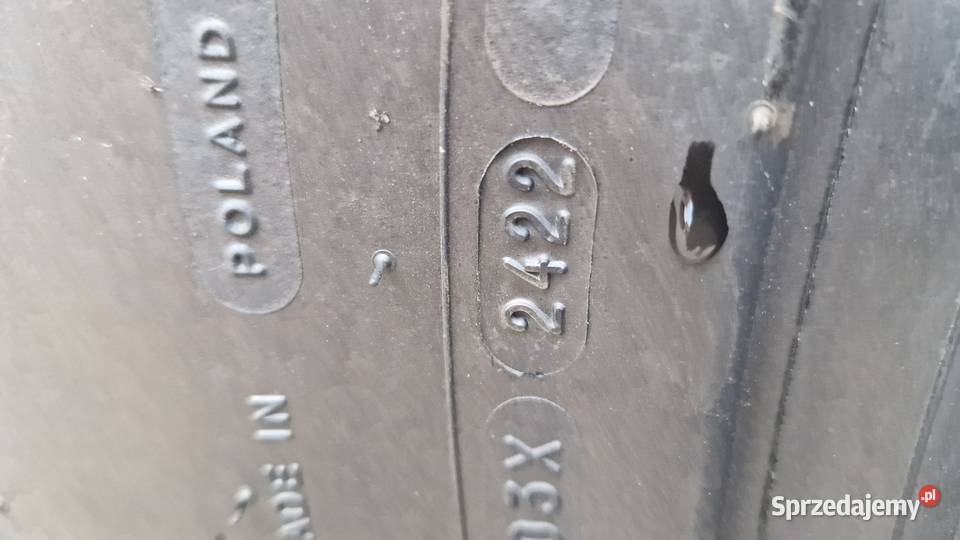 MADE IN POLAND
03X 2422
Sprzedajemy.pl